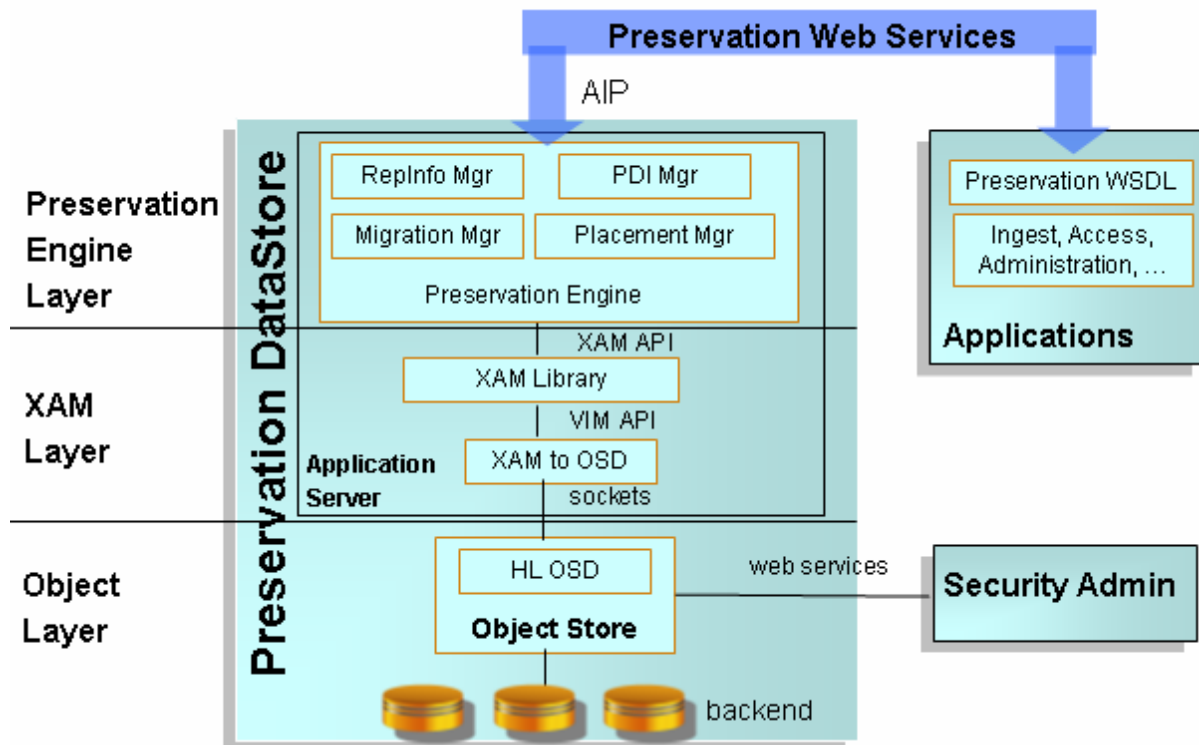 Preservation Web Services
AIP
Preservation
Engine
Layer
Preservation DataStore
RepInfo Mgr
PDI Mgr
Migration Mgr
Placement Mgr
Preservation Engine
Preservation WSDL
Ingest, Access,
Administration, ...
Applications
XAM API
XAM
Layer
XAM Library
VIM API
XAM to OSD
Application
Server
sockets
Object
Layer
HL OSD
Object Store
web services
Security Admin
backend